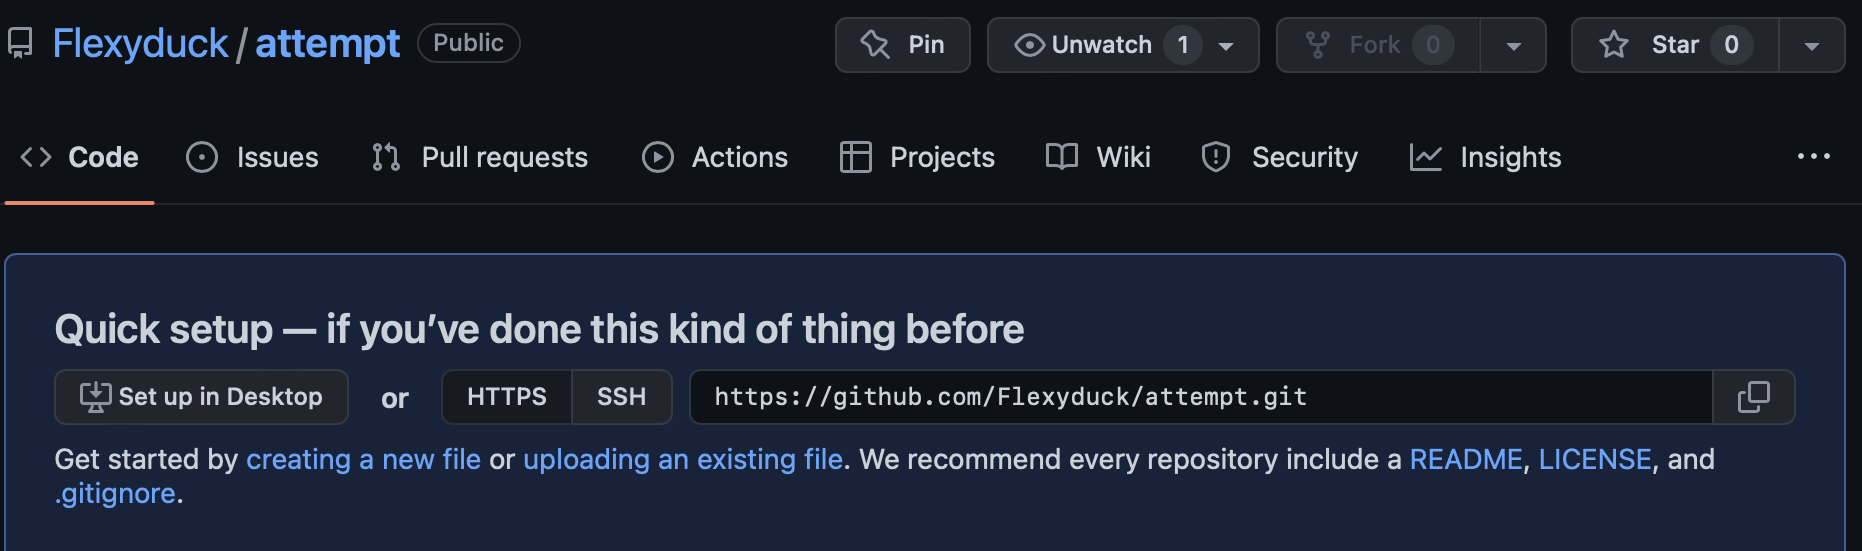 Flexyduck / attempt Public Pin Unwatch 1 Fork 0 Star 0
Code Issues Pull requests Actions Projects Wiki Security Insights ...
Quick setup — if you’ve done this kind of thing before
Set up in Desktop or HTTPS SSH https://github.com/Flexyduck/attempt.git
Get started by creating a new file or uploading an existing file. We recommend every repository include a README, LICENSE, and
.gitignore.